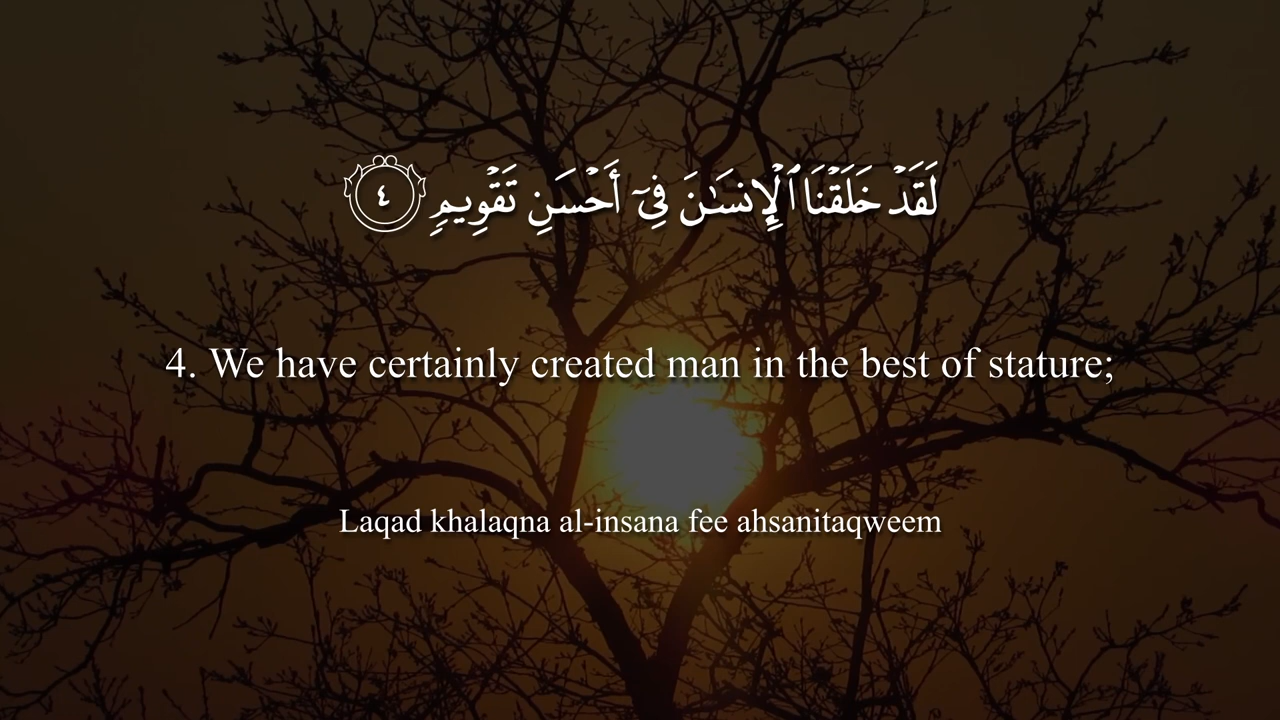 لَقَدْ خَلَقْنَا ٱلْإِنسَـٰنَ فِىٓ أَحْسَنِ تَقْوِيمٍ ٤
4. We have certainly created man in the best of stature;
Laqad khalaqna al-insana fee ahsanitaqweem